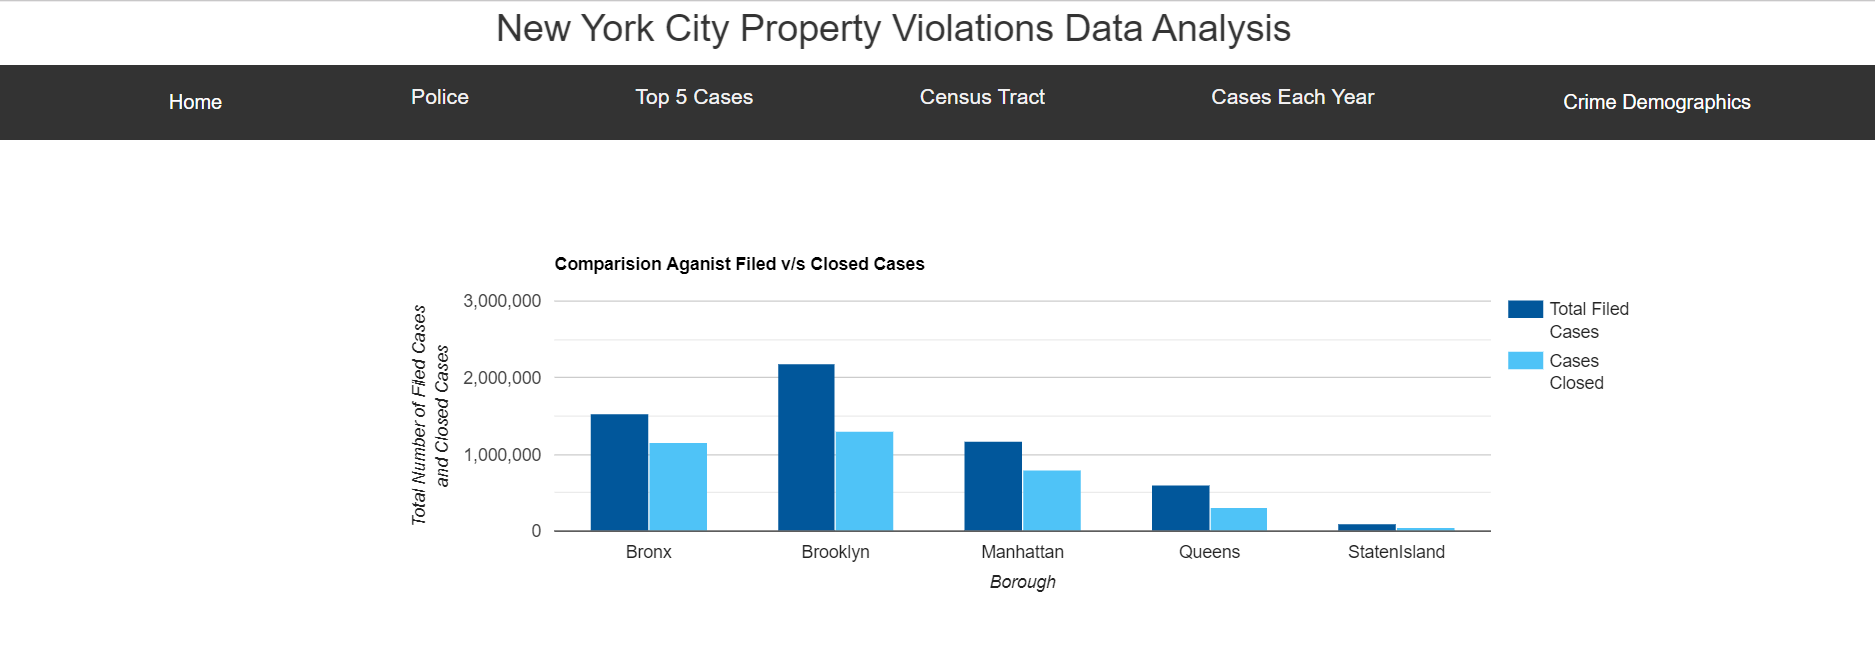 New York City Property Violations Data Analysis
Home
Police
Top 5 Cases
Census Tract
Cases Each Year
Crime Demographics
Comparision Aganist Filed v/s Closed Cases
Total Number of Filed Cases
and Closed Cases
3,000,000
2,000,000
1,000,000
0
Bronx
Brooklyn
Manhattan
Queens
StatenIsland
Borough
Total Filed
Cases
Cases
Closed